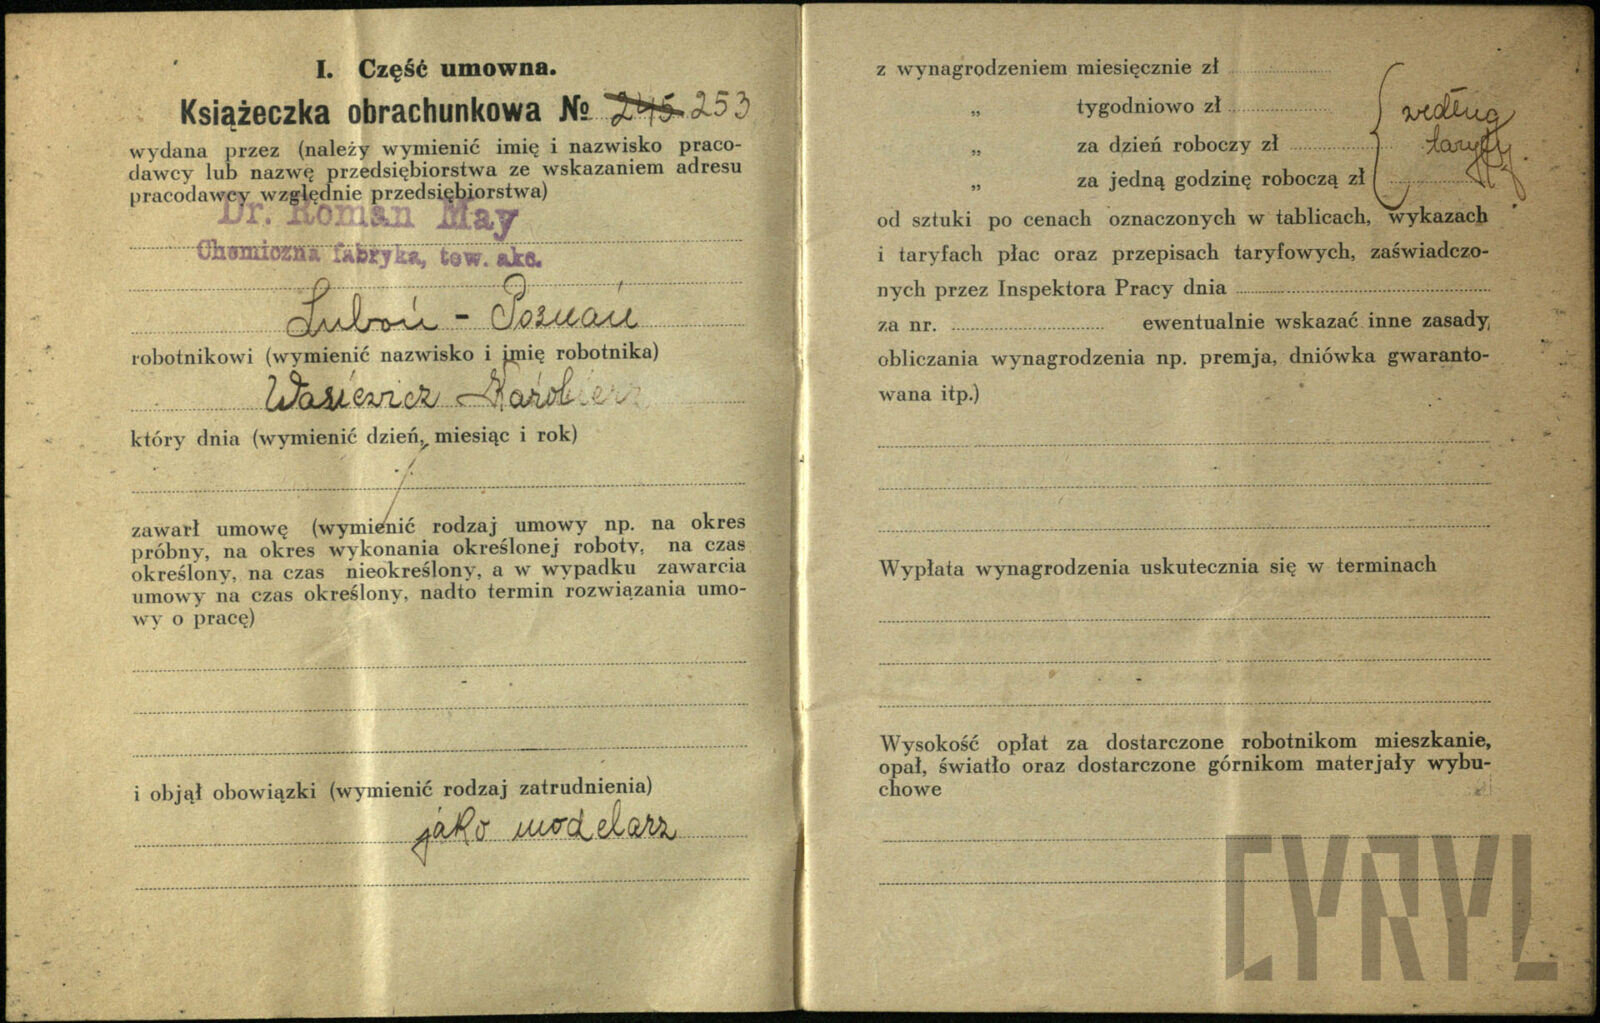 I. Część umowna.
Książeczka obrachunkowa № 245 253
wydana przez (należy wymienić imię i nazwisko praco-
dawcy lub nazwę przedsiębiorstwa ze wskazaniem adresu
pracodawcy względnie przedsiębiorstwa)
Dr. Roman May
Chemiczna fabryka, tow. akc.
Luboń - Poznań
robotnikowi (wymienić nazwisko i imię robotnika)
Wasiewicz
który dnia (wymienić dzień, miesiąc i rok)
zawarł umowę (wymienić rodzaj umowy np. na okres
próbny, na okres wykonania określonej roboty, na czas
określony, na czas nieokreślony, a w wypadku zawarcia
umowy na czas określony, nadto termin rozwiązania umo-
wy o pracę)
i objął obowiązki (wymienić rodzaj zatrudnienia)
jako modelarz
z wynagrodzeniem miesięcznie zł
„ tygodniowo zł
„ za dzień roboczy zł
„ za jedną godzinę roboczą zł
według
taryfy.
od sztuki po cenach oznaczonych w tablicach, wykazach
i taryfach płac oraz przepisach taryfowych, zaświadczo-
nych przez Inspektora Pracy dnia
za nr. ewentualnie wskazać inne zasady
obliczania wynagrodzenia np. premja, dniówka gwaranto-
wana itp.)
Wypłata wynagrodzenia uskutecznia się w terminach
Wysokość opłat za dostarczone robotnikom mieszkanie,
opał, światło oraz dostarczone górnikom materjały wybu-
chowe
CYRYL